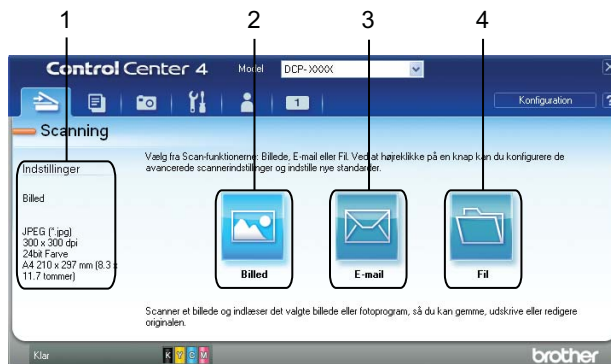 1 2 3 4
Control Center 4 Model DCP-XXXX
1 Konfiguration ?
Scanning
Vælg fra Scan-funktionerne: Billede, E-mail eller Fil. Ved at højreklikke på en knap kan du konfigurere de
avancerede scannerindstillinger og indstille nye standarder.
Indstillinger
Billed
JPEG (*.jpg)
300 x 300 dpi
24bit Farve
A4 210 x 297 mm (8.3 x
11.7 tommer)
Billed E-mail Fil
Scanner et billede og indlæser det valgte billede eller fotoprogram, så du kan gemme, udskrive eller redigere
originalen.
Klar K Y C M brother